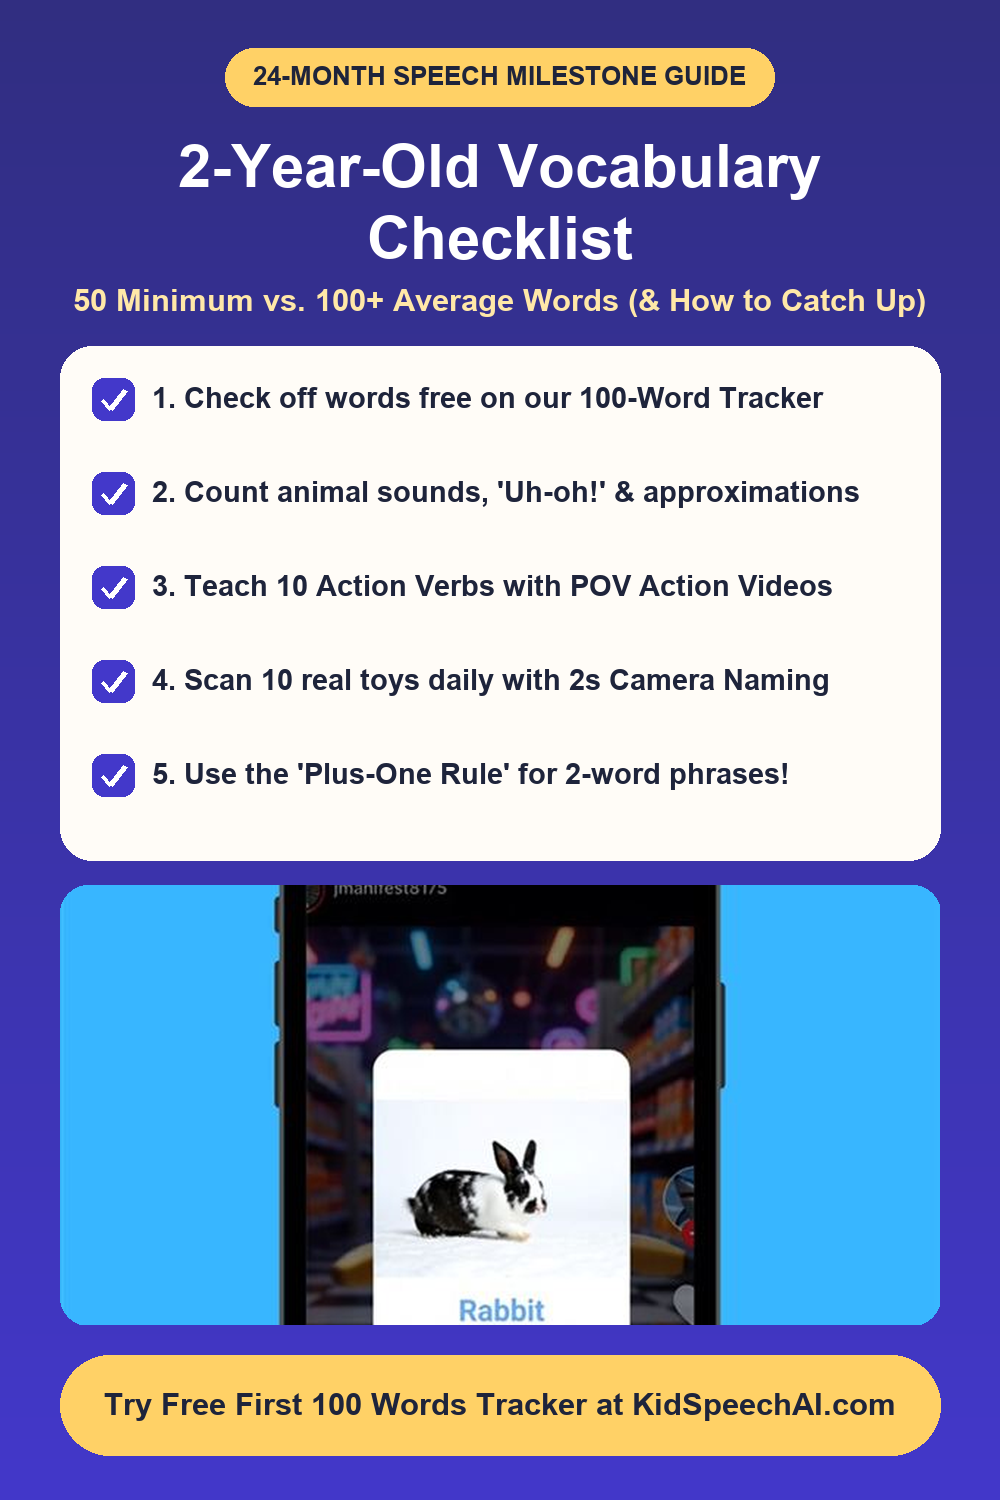 24-MONTH SPEECH MILESTONE GUIDE
2-Year-Old Vocabulary
Checklist
50 Minimum vs. 100+ Average Words (& How to Catch Up)
1. Check off words free on our 100-Word Tracker
2. Count animal sounds, 'Uh-oh!' & approximations
3. Teach 10 Action Verbs with POV Action Videos
4. Scan 10 real toys daily with 2s Camera Naming
5. Use the 'Plus-One Rule' for 2-word phrases!
jmanifest8175
Rabbit
Try Free First 100 Words Tracker at KidSpeechAI.com